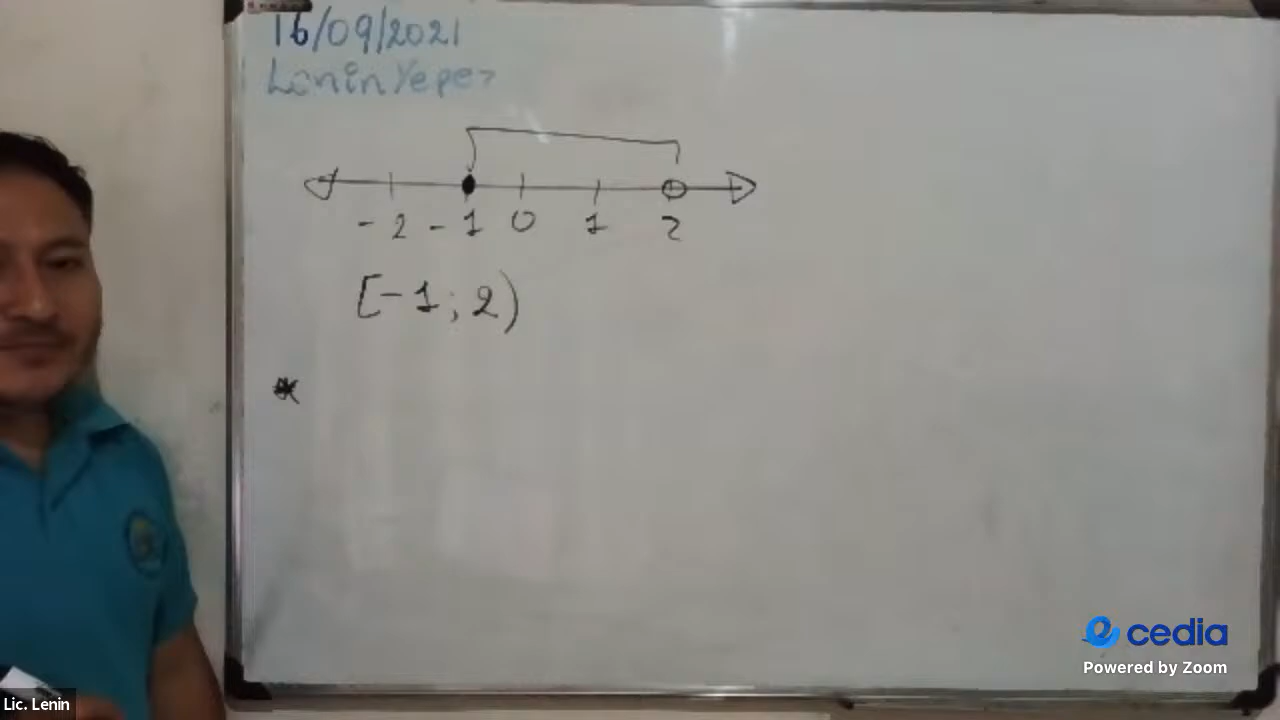 16/09/2021
Lenin Yepez
- 2 - 1 0 1 2
[-1; 2)
*
cedia
Powered by Zoom
Lic. Lenin